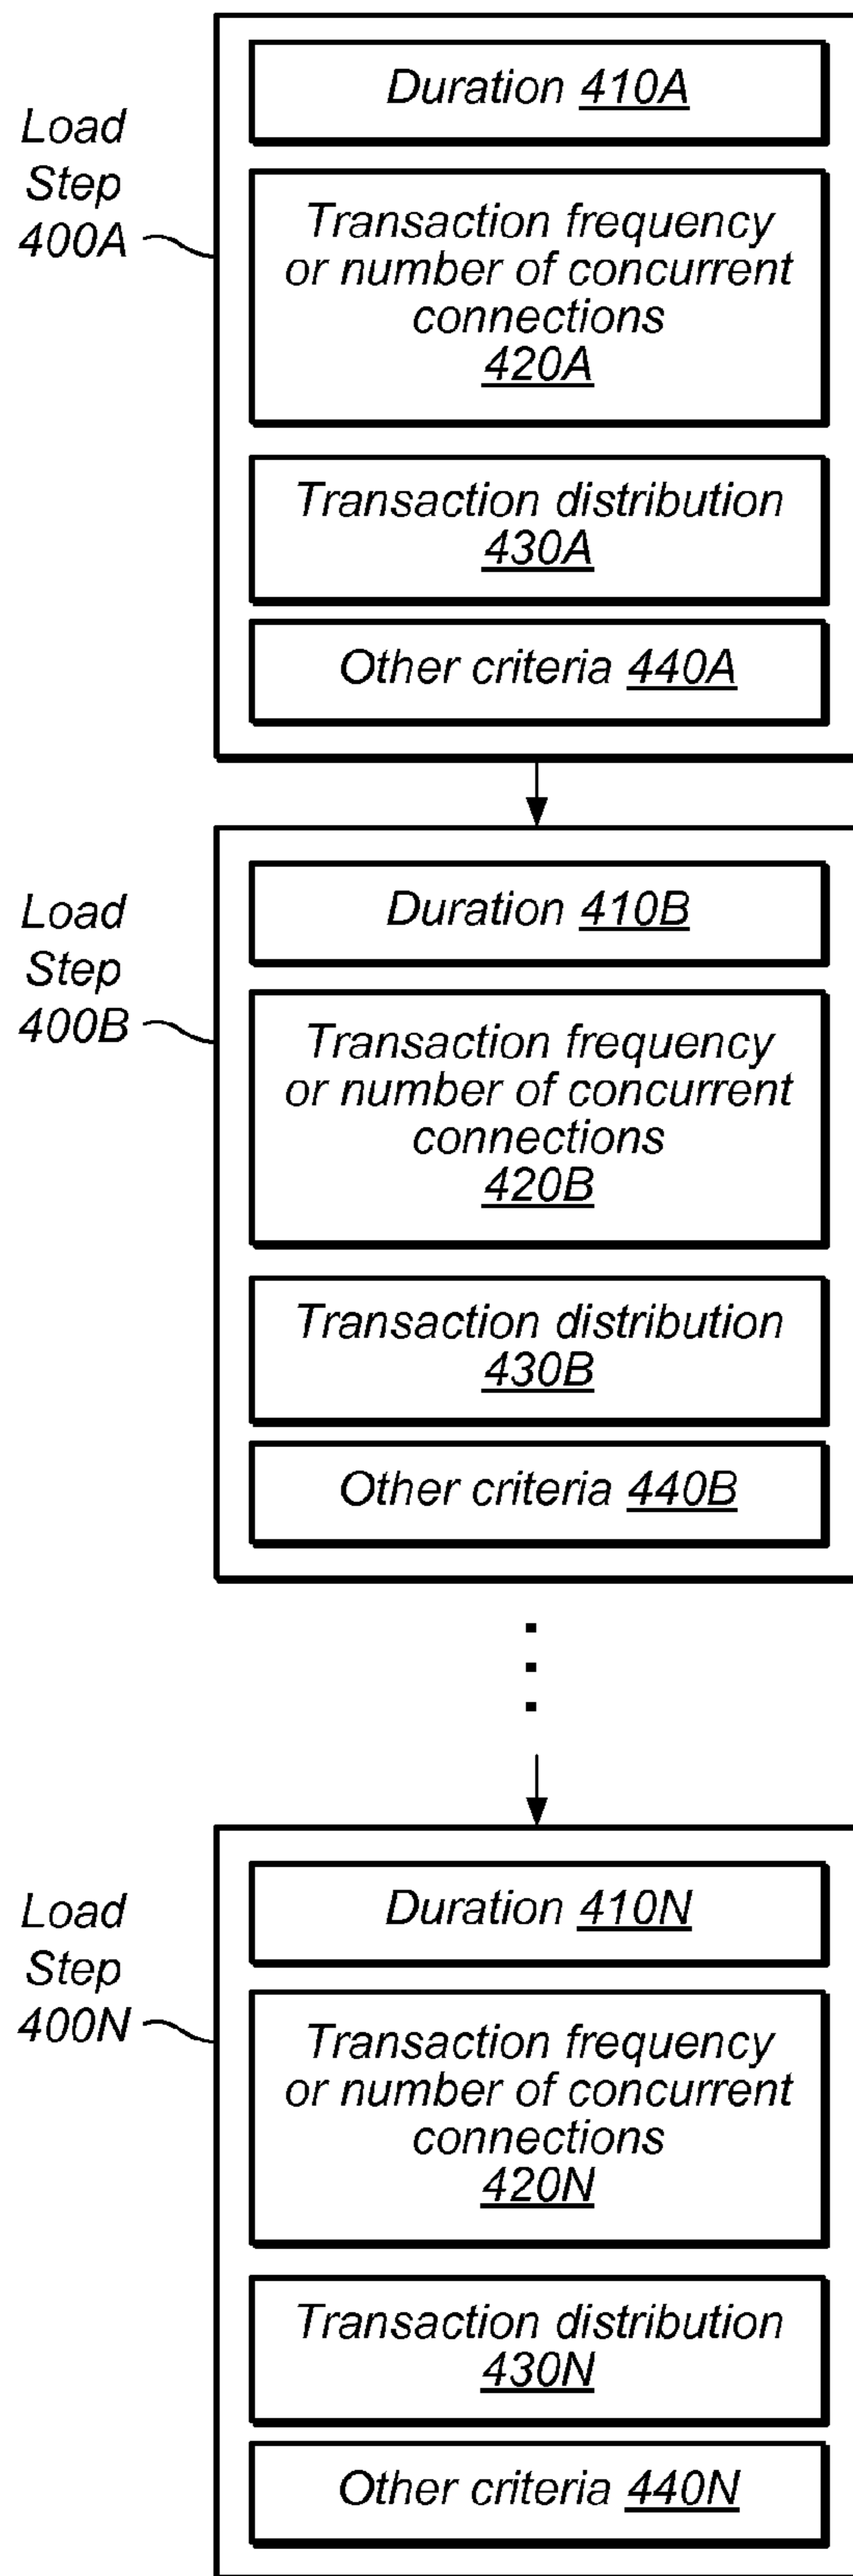 Load
Step
400A
Duration 410A
Transaction frequency
or number of concurrent
connections
420A
Transaction distribution
430A
Other criteria 440A
Load
Step
400B
Duration 410B
Transaction frequency
or number of concurrent
connections
420B
Transaction distribution
430B
Other criteria 440B
Load
Step
400N
Duration 410N
Transaction frequency
or number of concurrent
connections
420N
Transaction distribution
430N
Other criteria 440N